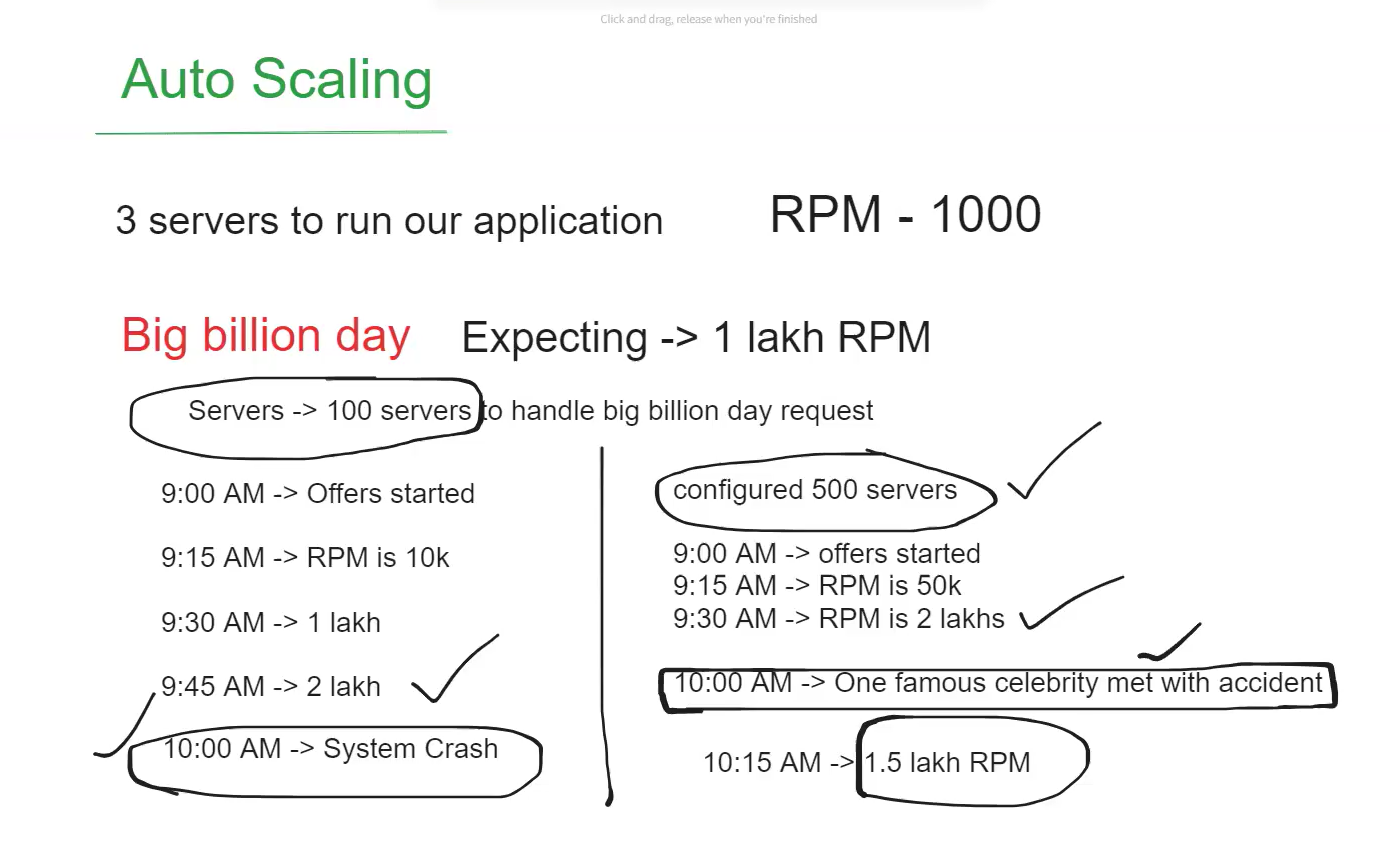 Click and drag, release when you're finished
Auto Scaling
3 servers to run our application
RPM - 1000
Big billion day
Expecting -> 1 lakh RPM
Servers -> 100 servers to handle big billion day request
9:00 AM -> Offers started
9:15 AM -> RPM is 10k
9:30 AM -> 1 lakh
9:45 AM -> 2 lakh
10:00 AM -> System Crash
configured 500 servers
9:00 AM -> offers started
9:15 AM -> RPM is 50k
9:30 AM -> RPM is 2 lakhs
10:00 AM -> One famous celebrity met with accident
10:15 AM -> 1.5 lakh RPM